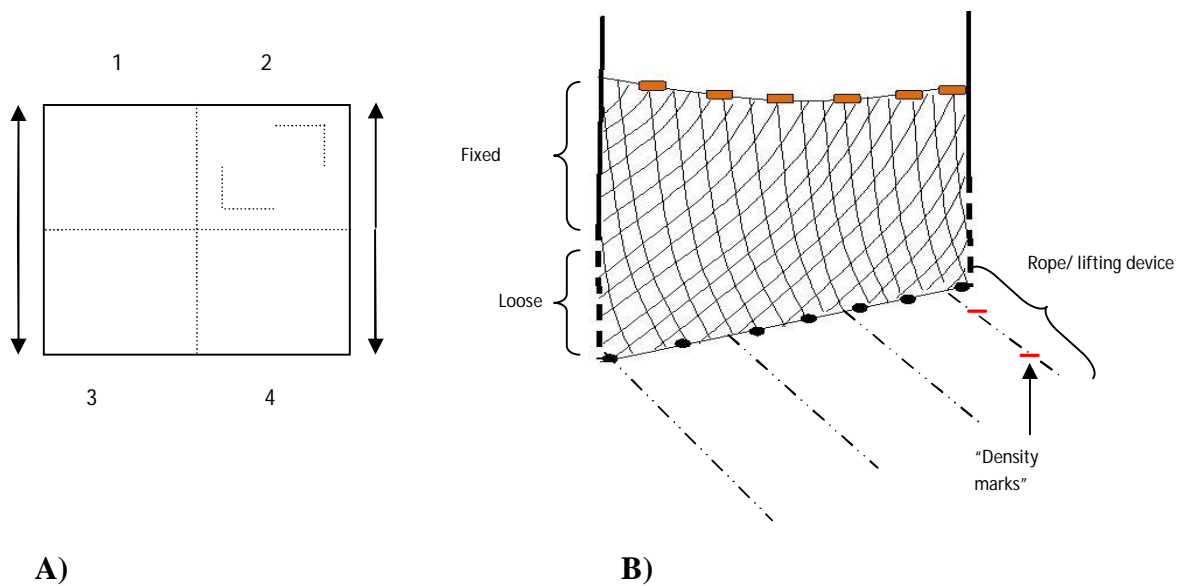 1 2
3 4
A)
Fixed
Loose
Rope/ lifting device
“Density
marks”
B)